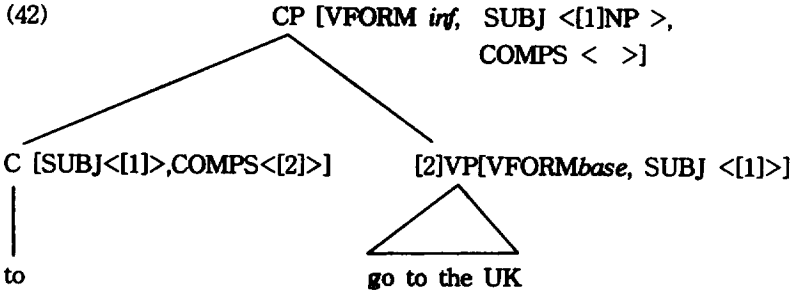 (42) CP [VFORM inf, SUBJ <[1]NP >,
COMPS < >]
C [SUBJ<[1]>,COMPS<[2]>] [2]VP[VFORMbase, SUBJ <[1]>]
to go to the UK